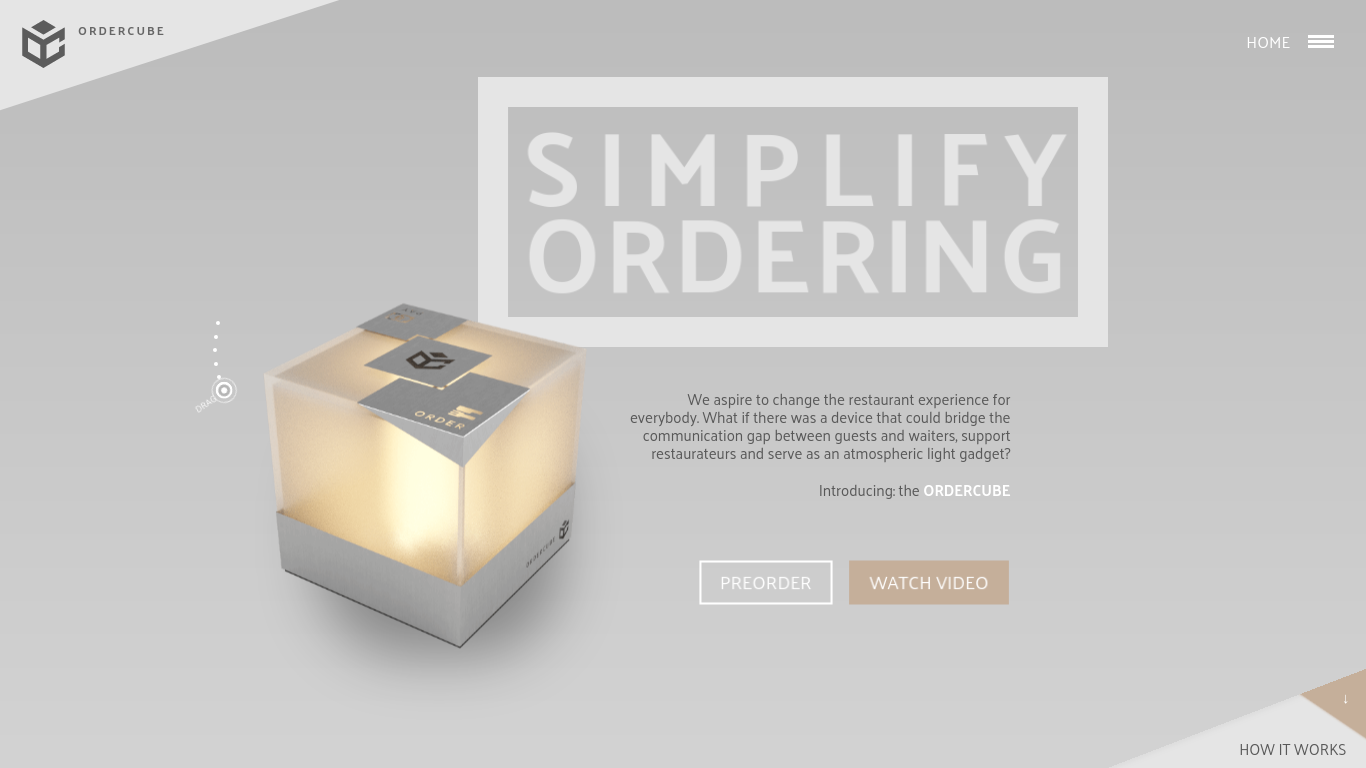 ORDERCUBE
HOME
SIMPLIFY
ORDERING
DRAG
ORDER
ORDERCUBE
We aspire to change the restaurant experience for
everybody. What if there was a device that could bridge the
communication gap between guests and waiters, support
restaurateurs and serve as an atmospheric light gadget?
Introducing: the ORDERCUBE
PREORDER
WATCH VIDEO
↓
HOW IT WORKS